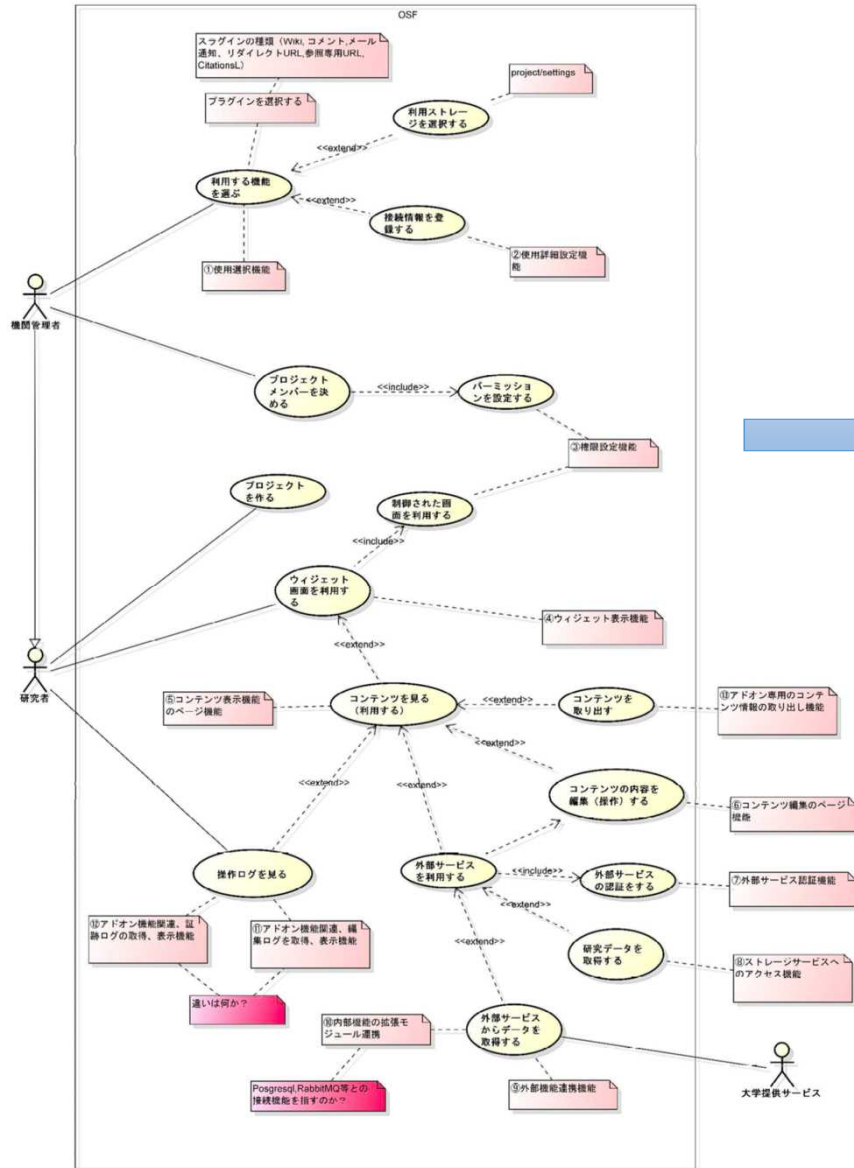 OSF
スラグインの種類（Wiki, コメント,メール
通知、リダイレクトURL,参照専用URL,
CitationsL）
project/settings
プラグインを選択する
利用ストレー
ジを選択する
<<extend>>
利用する機能
を選ぶ
<<extend>>
接続情報を登
録する
①使用選択機能
②使用詳細設定機
能
機関管理者
プロジェクト
メンバーを決
める
<<include>>
パーミッショ
ンを設定する
③権限設定機能
プロジェクト
を作る
制御された画
面を利用する
<<include>>
ウィジェット
画面を利用す
る
④ウィジェット表示機能
<<extend>>
研究者
⑤コンテンツ表示機能
のページ機能
コンテンツを見る
（利用する）
<<extend>>
コンテンツを
取り出す
⑬アドオン専用のコンテ
ンツ情報の取り出し機能
<<extend>>
<<extend>>
<<extend>>
コンテンツの内容を
編集（操作）する
⑥コンテンツ編集のページ
機能
操作ログを見る
外部サービス
を利用する
<<include>>
外部サービス
の認証をする
⑦外部サービス認証機能
<<extend>>
⑫アドオン機能関連、証
跡ログの取得、表示機能
⑪アドオン機能関連、編
集ログを取得、表示機能
<<extend>>
研究データを
取得する
⑧ストレージサービスへ
のアクセス機能
違いは何か？
⑩内部機能の拡張モ
ジュール連携
外部サービス
からデータを
取得する
Posgresql,RabbitMQ等との
接続機能を指すのか？
⑨外部機能連携機能
大学提供サービス